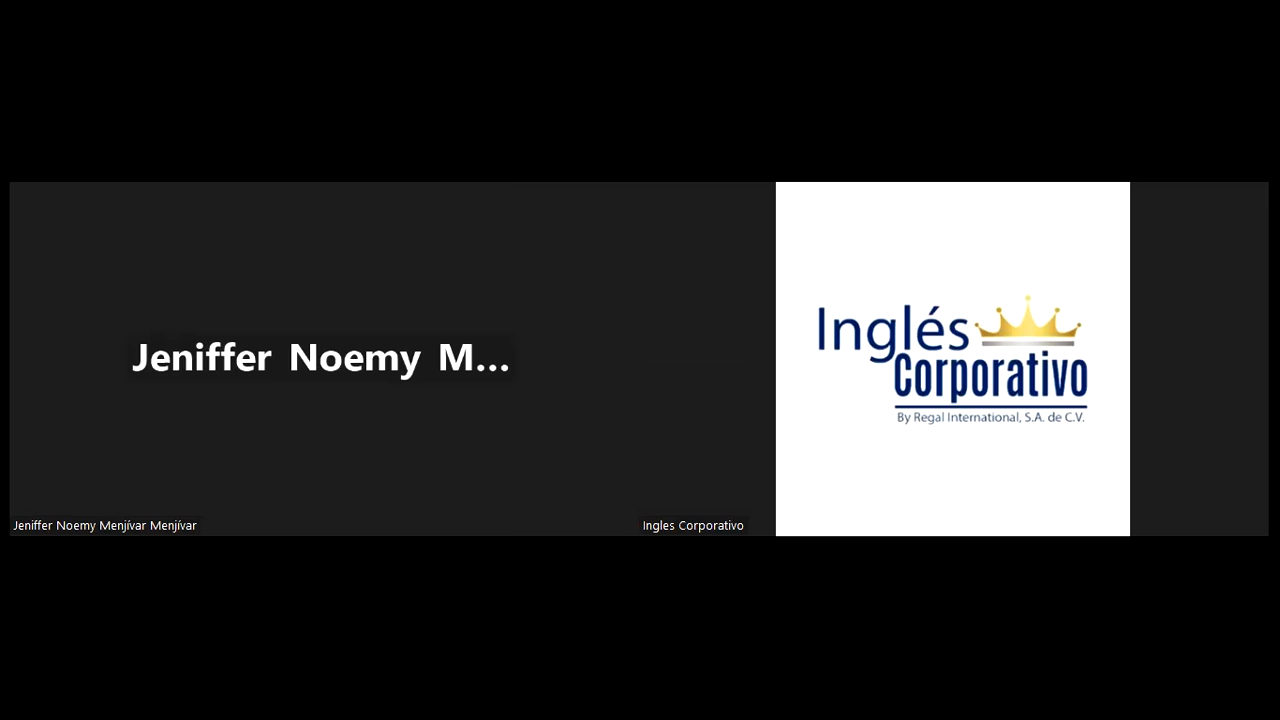 Jeniffer Noemy M...
Inglés
Corporativo
By Regal International, S.A. de C.V.
Jeniffer Noemy Menjívar Menjívar
Ingles Corporativo